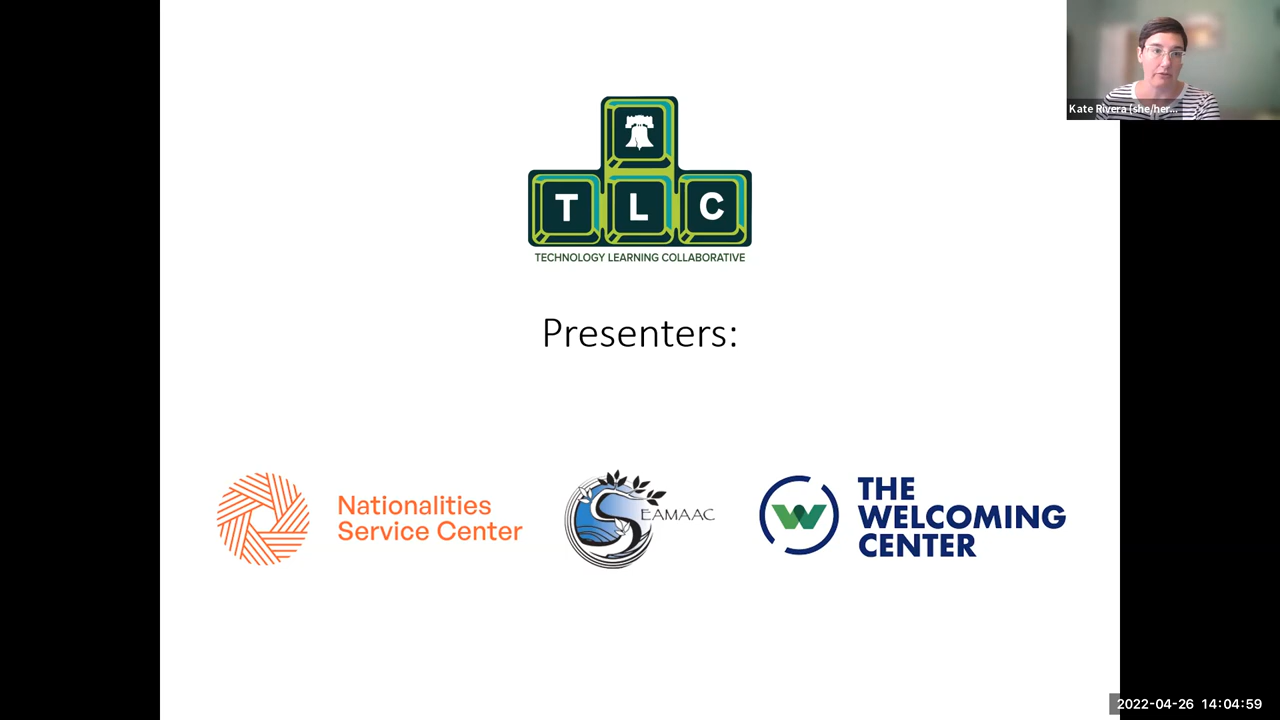 Kate Rivera (she/her...
T
L
C
TECHNOLOGY LEARNING COLLABORATIVE
Presenters:
Nationalities
Service Center
SEAMAAC
THE
WELCOMING
CENTER
2022-04-26 14:04:59